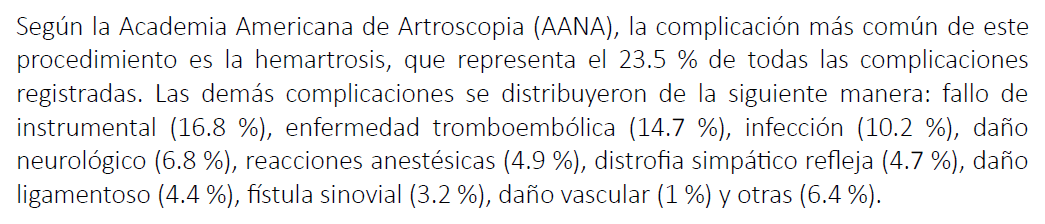 Según la Academia Americana de Artroscopia (AANA), la complicación más común de este
procedimiento es la hemartrosis, que representa el 23.5 % de todas las complicaciones
registradas. Las demás complicaciones se distribuyeron de la siguiente manera: fallo de
instrumental (16.8 %), enfermedad tromboembólica (14.7 %), infección (10.2 %), daño
neurológico (6.8 %), reacciones anestésicas (4.9 %), distrofia simpático refleja (4.7 %), daño
ligamentoso (4.4 %), fístula sinovial (3.2 %), daño vascular (1 %) y otras (6.4 %).